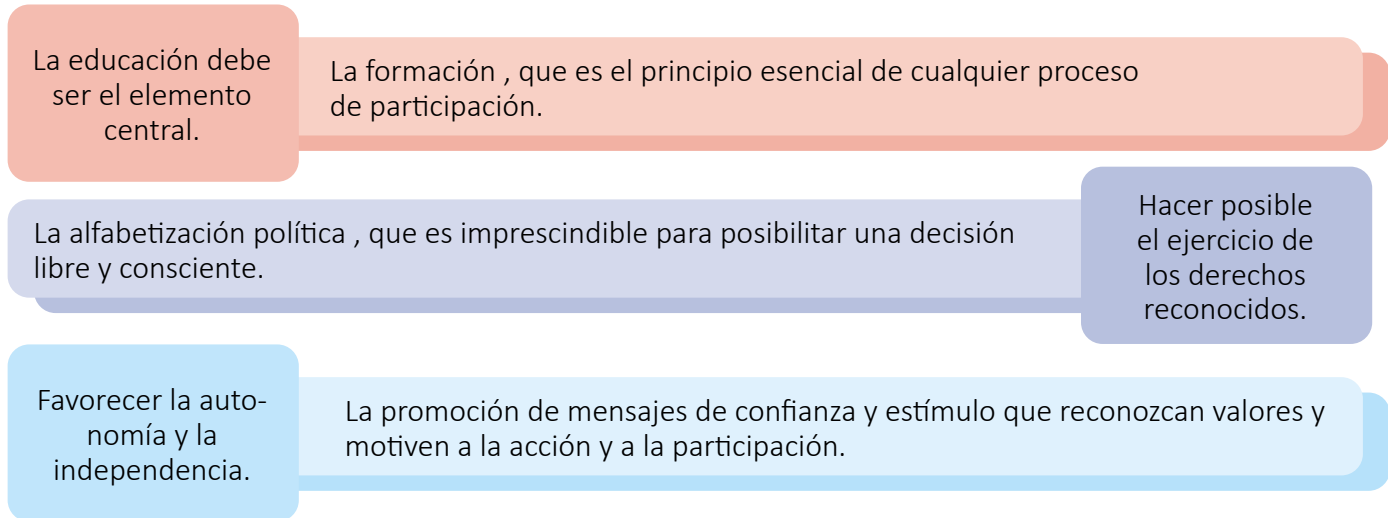 La educación debe
ser el elemento
central.
La formación , que es el principio esencial de cualquier proceso
de participación.
La alfabetización política , que es imprescindible para posibilitar una decisión
libre y consciente.
Hacer posible
el ejercicio de
los derechos
reconocidos.
Favorecer la auto-
nomía y la
independencia.
La promoción de mensajes de confianza y estímulo que reconozcan valores y
motiven a la acción y a la participación.